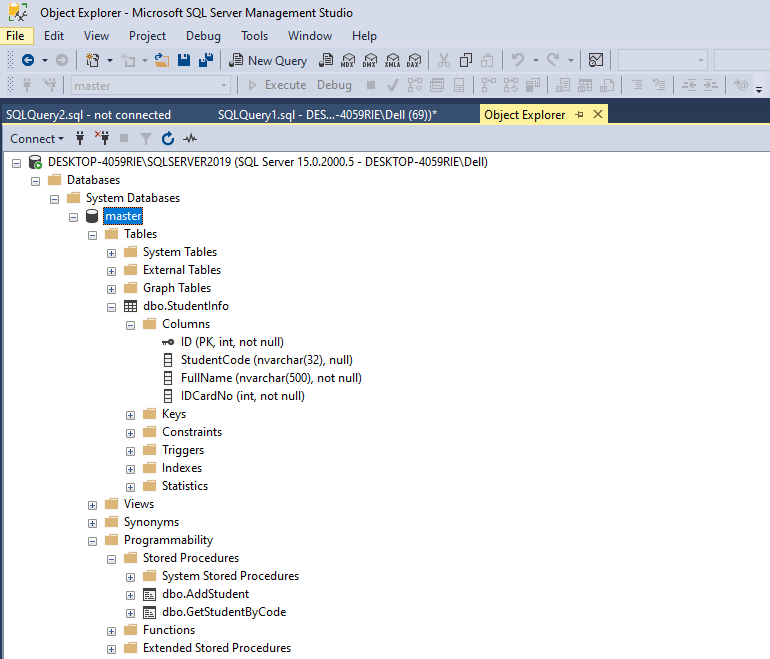 Object Explorer - Microsoft SQL Server Management Studio
File Edit View Project Debug Tools Window Help
New Query MDX DMX XMLA DAX
master Execute Debug
SQLQuery2.sql - not connected SQLQuery1.sql - DES...-4059RIE\Dell (69))* Object Explorer
Connect
DESKTOP-4059RIE\SQLSERVER2019 (SQL Server 15.0.2000.5 - DESKTOP-4059RIE\Dell)
Databases
System Databases
master
Tables
System Tables
External Tables
Graph Tables
dbo.StudentInfo
Columns
ID (PK, int, not null)
StudentCode (nvarchar(32), null)
FullName (nvarchar(500), not null)
IDCardNo (int, not null)
Keys
Constraints
Triggers
Indexes
Statistics
Views
Synonyms
Programmability
Stored Procedures
System Stored Procedures
dbo.AddStudent
dbo.GetStudentByCode
Functions
Extended Stored Procedures